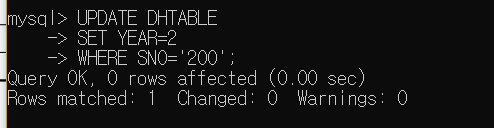 mysql> UPDATE DHTABLE
-> SET YEAR=2
-> WHERE SNO='200';
Query OK, 0 rows affected (0.00 sec)
Rows matched: 1  Changed: 0  Warnings: 0